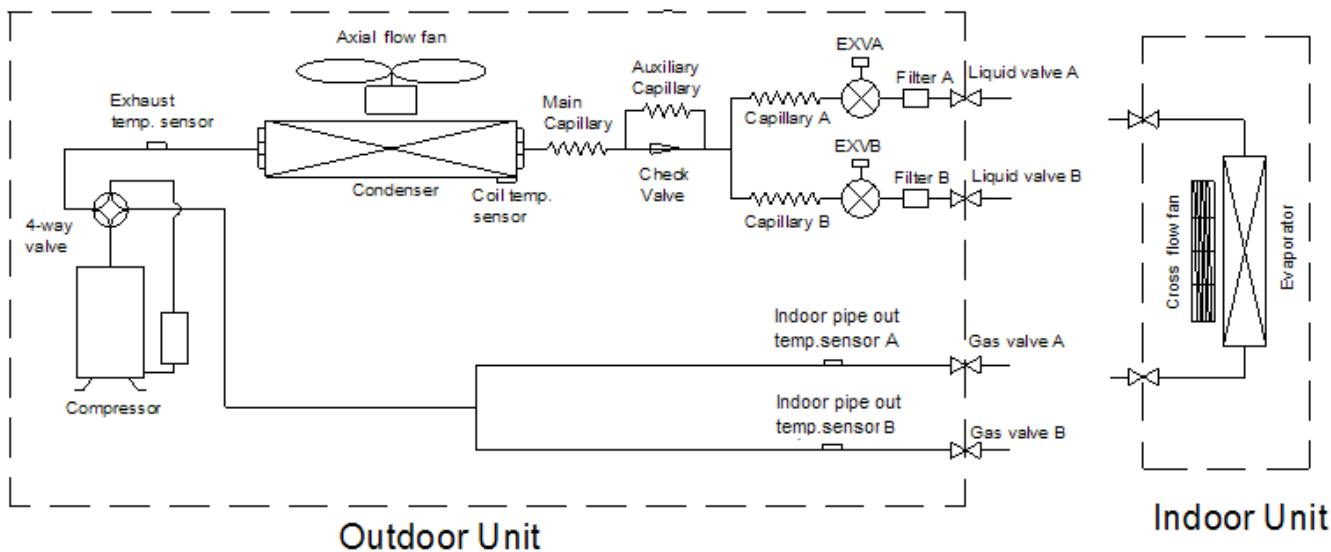 Axial flow fan
EXVA
Auxiliary
Capillary
Filter A
Liquid valve A
Exhaust
temp. sensor
Main
Capillary
Capillary A
EXVB
Condenser
Coil temp.
sensor
Check
Valve
Filter B
Liquid valve B
Capillary B
4-way
valve
Cross flow fan
Evaporator
Indoor pipe out
temp.sensor A
Gas valve A
Compressor
Indoor pipe out
temp.sensor B
Gas valve B
Outdoor Unit
Indoor Unit